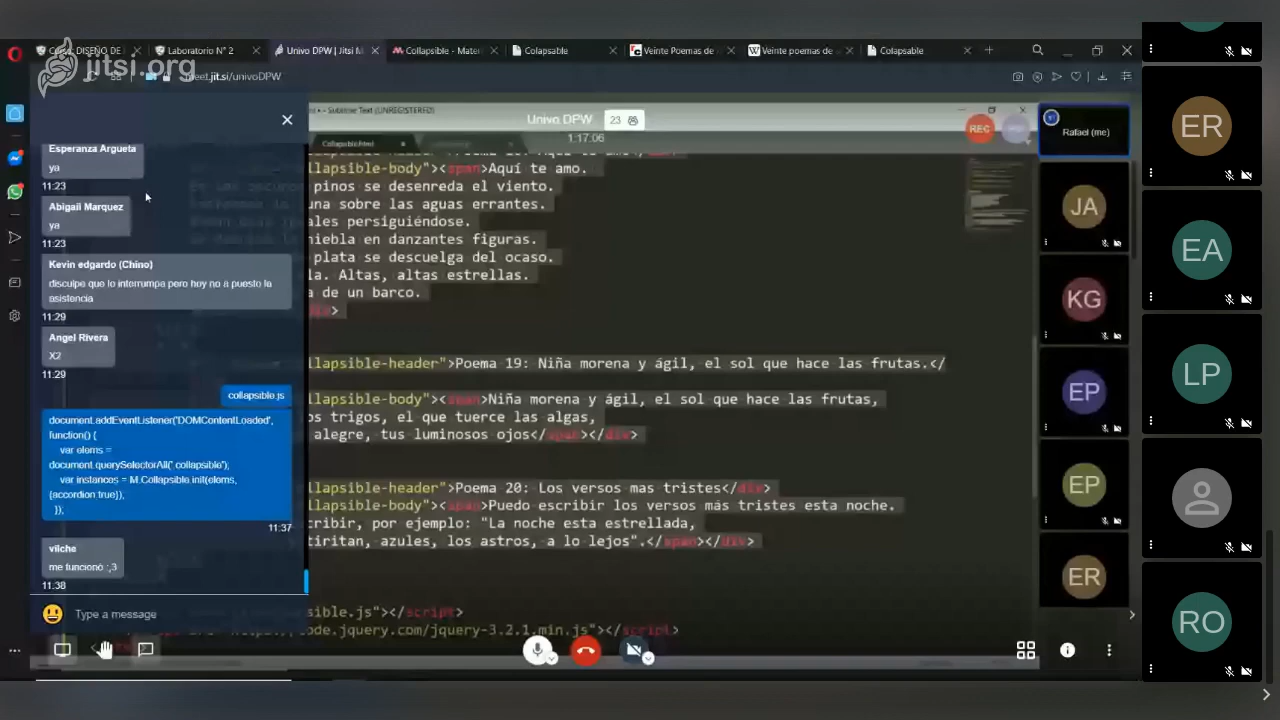 Laboratorio N° 2
Univo DPW | Jitsi M
Collapsible - Mater
Colapsable
Veinte Poemas de
Veinte poemas de
Colapsable
jitsi.org
meet.jit.si/univoDPW
- Sublime Text (UNREGISTERED)
Univo DPW
23
1:17:06
REC
Rafael (me)
Collapsible.html
Esperanza Argueta
ya
11:23
Abigail Marquez
ya
11:23
Kevin edgardo (Chino)
disculpe que lo interrumpa pero hoy no a puesto la
asistencia
11:29
Angel Rivera
X2
11:29
collapsible.js
document.addEventListener('DOMContentLoaded',
function() {
var elems =
document.querySelectorAll('.collapsible');
var instances = M.Collapsible.init(elems,
{accordion:true});
});
11:37
vilche
me funcionó :,3
11:38
Type a message
llapsible-body"><span>Aquí te amo.
pinos se desenreda el viento.
una sobre las aguas errantes.
ales persiguiéndose.
niebla en danzantes figuras.
plata se descuelga del ocaso.
la. Altas, altas estrellas.
a de un barco.
llapsible-header">Poema 19: Niña morena y ágil, el sol que hace las frutas.</
llapsible-body"><span>Niña morena y ágil, el sol que hace las frutas,
os trigos, el que tuerce las algas,
alegre, tus luminosos ojos</span></div>
llapsible-header">Poema 20: Los versos mas tristes</div>
llapsible-body"><span>Puedo escribir los versos más tristes esta noche.
cribir, por ejemplo: "La noche esta estrellada,
tiritan, azules, los astros, a lo lejos".</span></div>
sible.js"></script>
code.jquery.com/jquery-3.2.1.min.js"></script>
JA
KG
EP
EP
ER
ER
EA
LP
RO